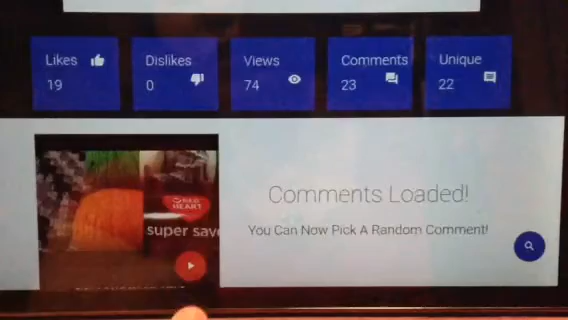 Likes
19
Dislikes
0
Views
74
Comments
23
Unique
22
RED HEART
super save
Comments Loaded!
You Can Now Pick A Random Comment!